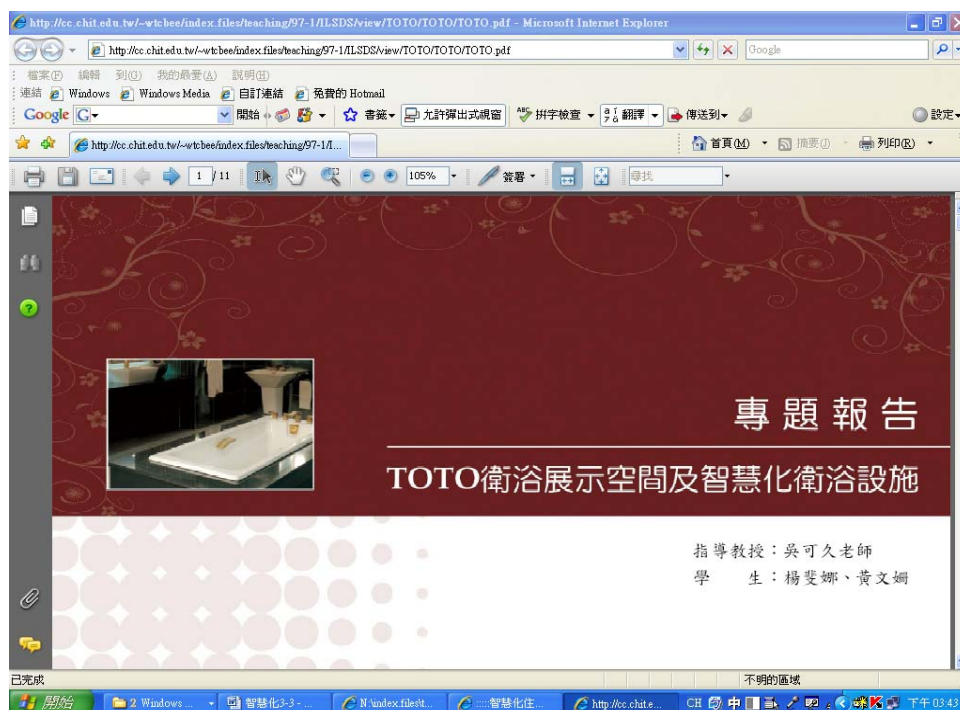 http://cc.chit.edu.tw/~wtcbee/index.files/teaching/97-1/ILSDS/view/TOTO/TOTO/TOTO.pdf - Microsoft Internet Explorer
http://cc.chit.edu.tw/~wtcbee/index.files/teaching/97-1/ILSDS/view/TOTO/TOTO/TOTO.pdf Google
檔案(F) 編輯 到(G) 我的最愛(A) 說明(H)
連結 Windows Windows Media 自訂連結 免費的 Hotmail
Google G 開始 書籤 允許彈出式視窗 拼字檢查 翻譯 傳送到 設定
http://cc.chit.edu.tw/~wtcbee/index.files/teaching/97-1/I... 首頁(M) 摘要(J) 列印(R)
1 / 11 105% 簽署 尋找
專題報告
TOTO衛浴展示空間及智慧化衛浴設施
指導教授：吳可久老師
學 生：楊斐娜、黃文姍
已完成 不明的區域
開始 2 Windows ... 智慧化3-3 - ... N:\index.files\t... :::::智慧化住... http://cc.chit.e... CH 中 下午 03:43